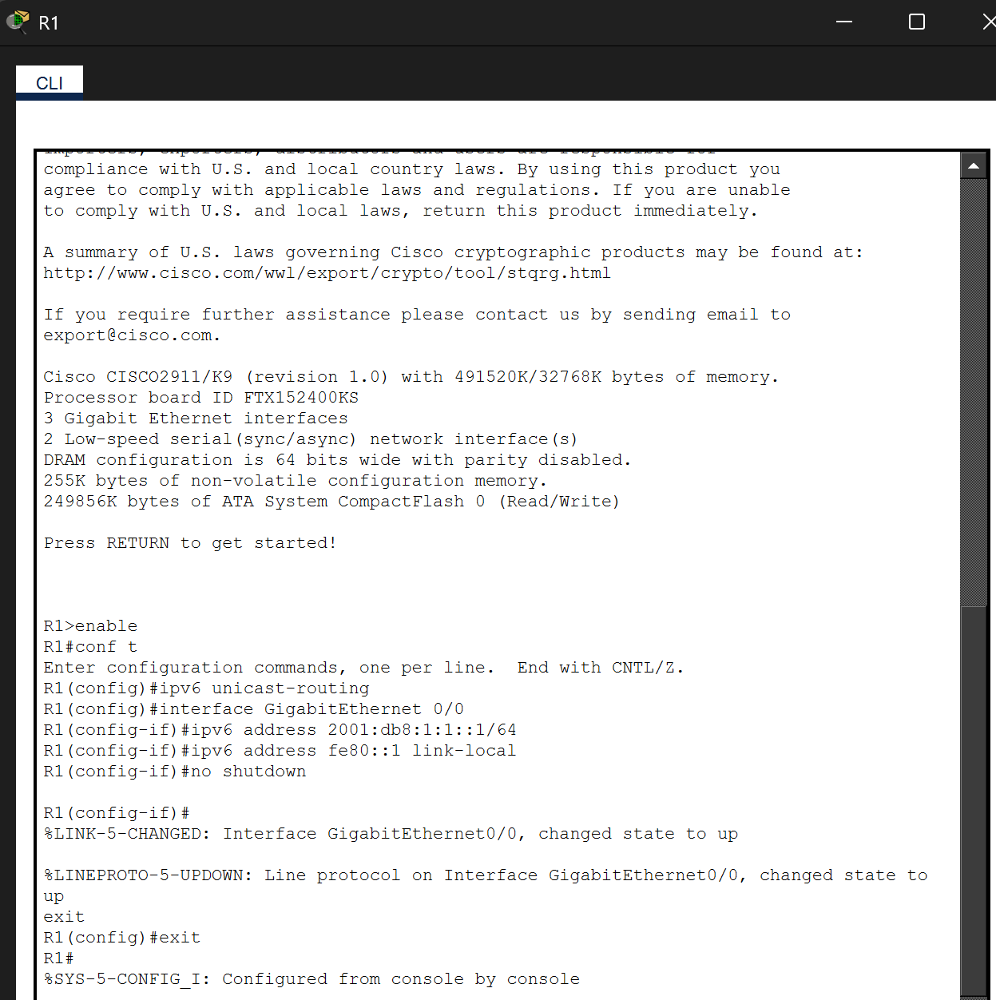 R1
CLI
importers, exporters, distributors and users are responsible for
compliance with U.S. and local country laws. By using this product you
agree to comply with applicable laws and regulations. If you are unable
to comply with U.S. and local laws, return this product immediately.
A summary of U.S. laws governing Cisco cryptographic products may be found at:
http://www.cisco.com/wwl/export/crypto/tool/stqrg.html
If you require further assistance please contact us by sending email to
export@cisco.com.
Cisco CISCO2911/K9 (revision 1.0) with 491520K/32768K bytes of memory.
Processor board ID FTX152400KS
3 Gigabit Ethernet interfaces
2 Low-speed serial(sync/async) network interface(s)
DRAM configuration is 64 bits wide with parity disabled.
255K bytes of non-volatile configuration memory.
249856K bytes of ATA System CompactFlash 0 (Read/Write)
Press RETURN to get started!
R1>enable
R1#conf t
Enter configuration commands, one per line.  End with CNTL/Z.
R1(config)#ipv6 unicast-routing
R1(config)#interface GigabitEthernet 0/0
R1(config-if)#ipv6 address 2001:db8:1:1::1/64
R1(config-if)#ipv6 address fe80::1 link-local
R1(config-if)#no shutdown
R1(config-if)#
%LINK-5-CHANGED: Interface GigabitEthernet0/0, changed state to up
%LINEPROTO-5-UPDOWN: Line protocol on Interface GigabitEthernet0/0, changed state to
up
exit
R1(config)#exit
R1#
%SYS-5-CONFIG_I: Configured from console by console